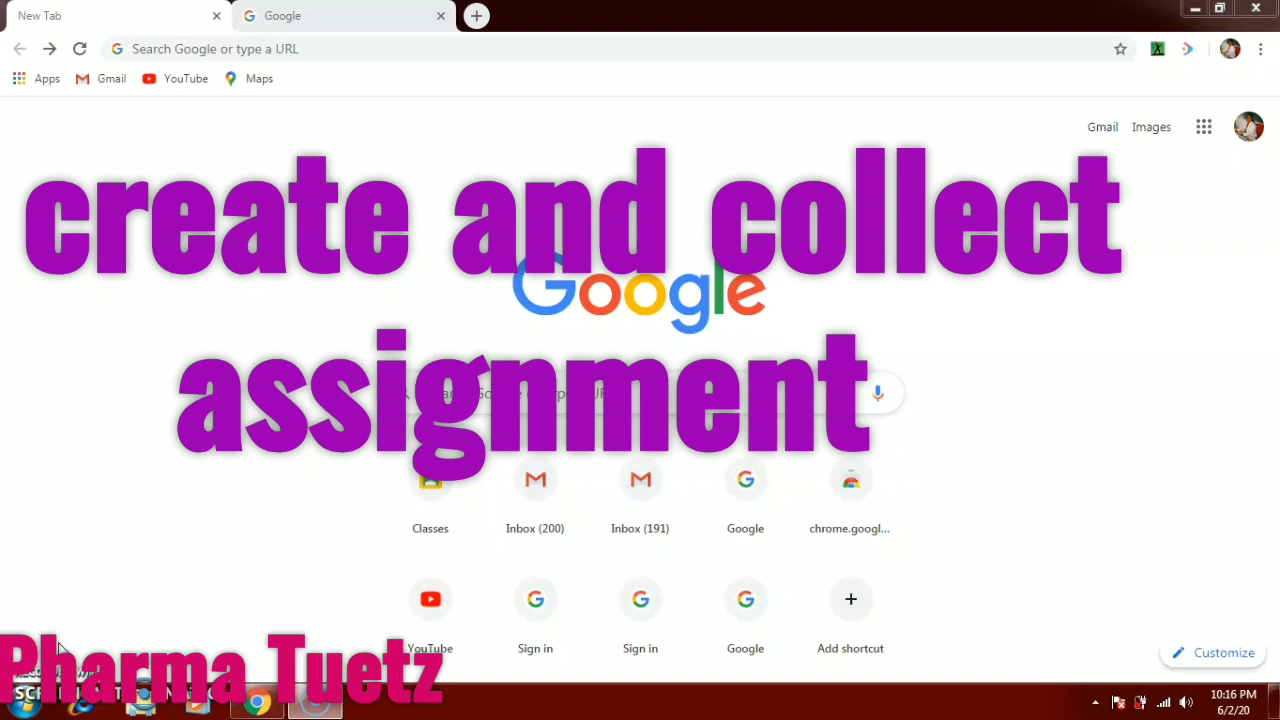 New Tab
Google
Search Google or type a URL
Apps Gmail YouTube Maps
Gmail Images
create and collect
Google
assignment
Classes Inbox (200) Inbox (191) Google chrome.googl...
YouTube Sign in Sign in Google Add shortcut
Customize
Pharma Tuetz
10:16 PM
6/2/20